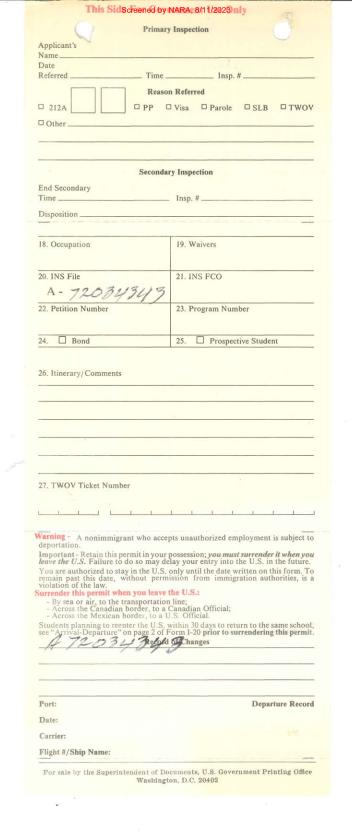 This Side For Government Use Only
Screened by NARA, 8/11/2023
Primary Inspection
Applicant's
Name
Date
Referred Time Insp. #
Reason Referred
☐ 212A ☐ PP ☐ Visa ☐ Parole ☐ SLB ☐ TWOV
☐ Other
Secondary Inspection
End Secondary
Time Insp. #
Disposition
18. Occupation 19. Waivers
20. INS File 21. INS FCO
A - 72034343
22. Petition Number 23. Program Number
24. ☐ Bond 25. ☐ Prospective Student
26. Itinerary/Comments
27. TWOV Ticket Number
Warning - A nonimmigrant who accepts unauthorized employment is subject to
deportation.
Important - Retain this permit in your possession; you must surrender it when you
leave the U.S. Failure to do so may delay your entry into the U.S. in the future.
You are authorized to stay in the U.S. only until the date written on this form. To
remain past this date, without permission from immigration authorities, is a
violation of the law.
Surrender this permit when you leave the U.S.:
- By sea or air, to the transportation line;
- Across the Canadian border, to a Canadian Official;
- Across the Mexican border, to a U.S. Official.
Students planning to reenter the U.S. within 30 days to return to the same school,
see "Arrival-Departure" on page 2 of Form I-20 prior to surrendering this permit.
Record of Changes
A 72034343
Port: Departure Record
Date:
Carrier:
Flight #/Ship Name:
For sale by the Superintendent of Documents, U.S. Government Printing Office
Washington, D.C. 20402